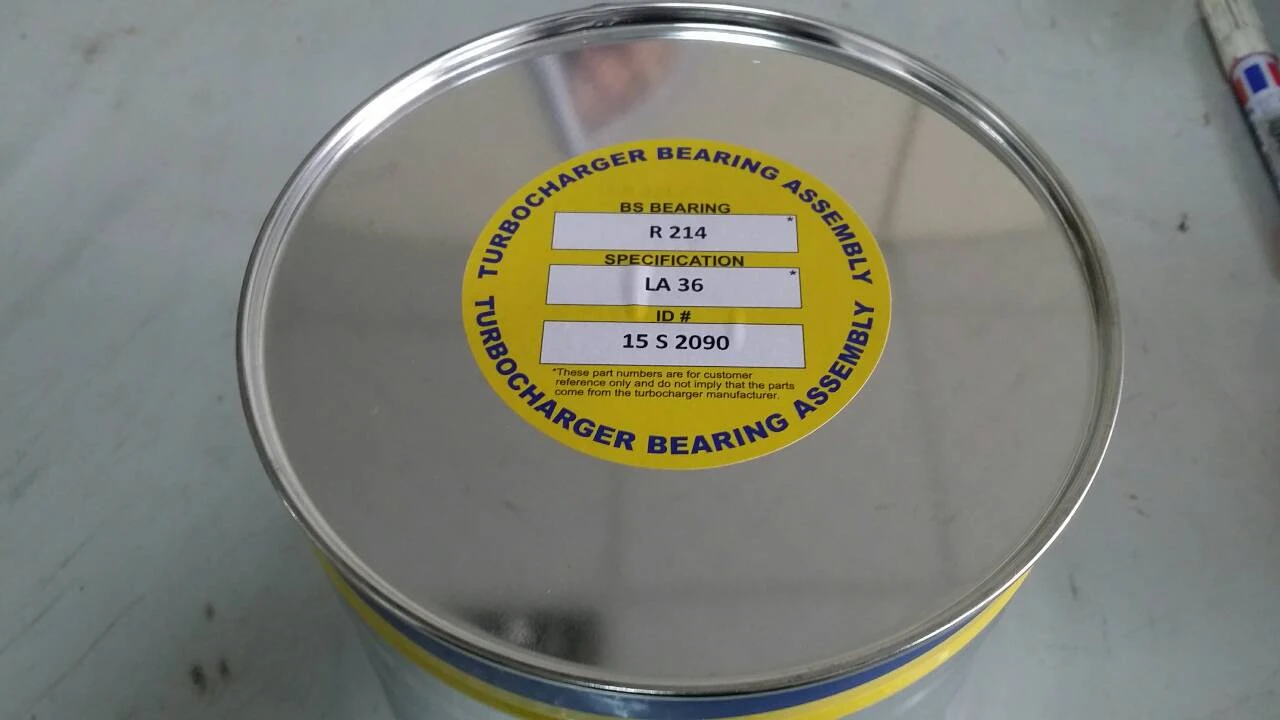 TURBOCHARGER BEARING ASSEMBLY
BS BEARING
*
R 214
SPECIFICATION
*
LA 36
ID #
15 S 2090
*These part numbers are for customer
reference only and do not imply that the parts
come from the turbocharger manufacturer.
TURBOCHARGER BEARING ASSEMBLY